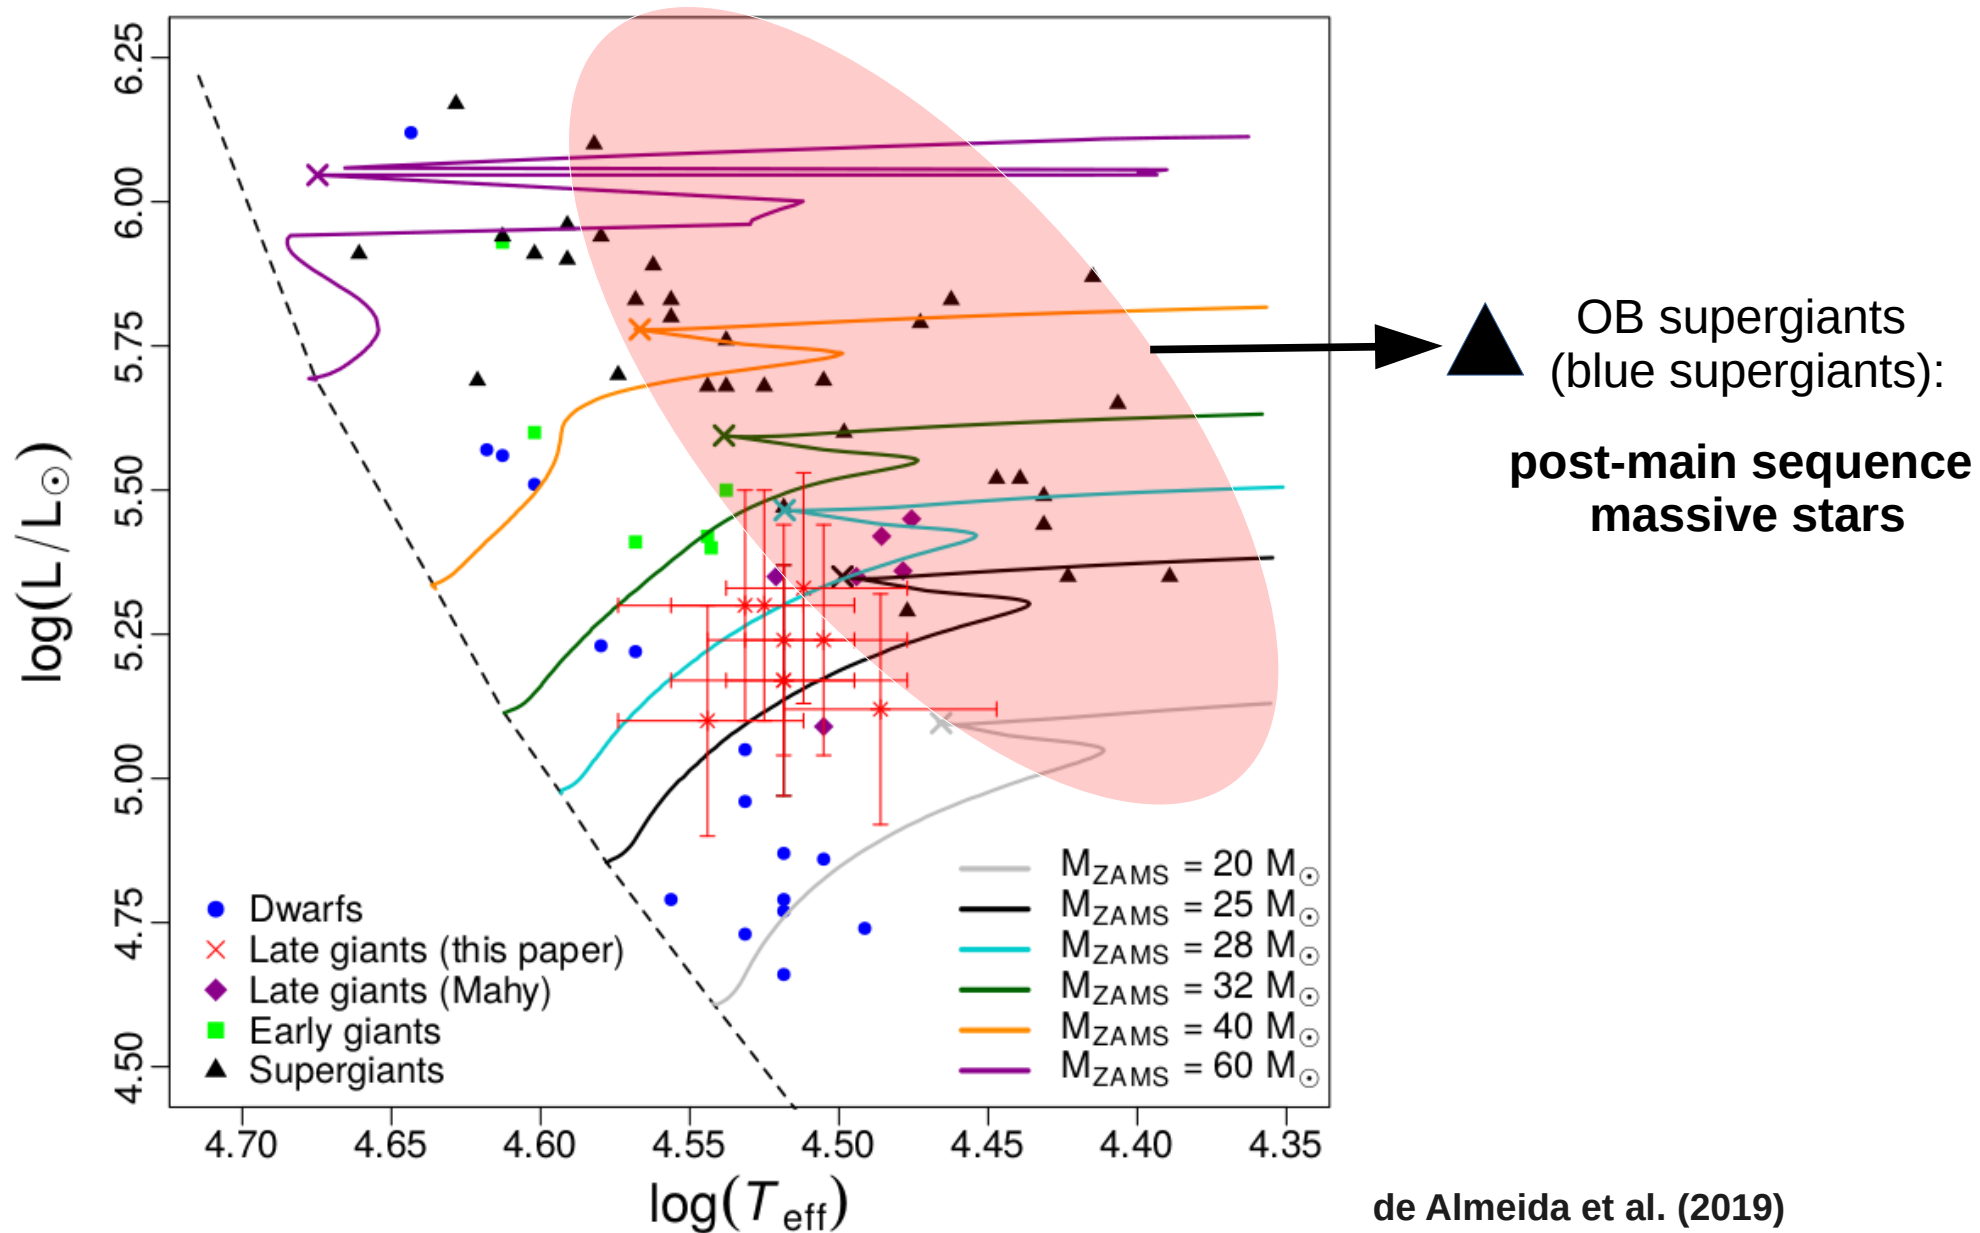 6.25
6.00
5.75
5.50
5.25
5.00
4.75
4.50
log(L/L☉)
4.70 4.65 4.60 4.55 4.50 4.45 4.40 4.35
log(Teff)
Dwarfs
Late giants (this paper)
Late giants (Mahy)
Early giants
Supergiants
MZAMS = 20 M☉
MZAMS = 25 M☉
MZAMS = 28 M☉
MZAMS = 32 M☉
MZAMS = 40 M☉
MZAMS = 60 M☉
OB supergiants
(blue supergiants):
post-main sequence
massive stars
de Almeida et al. (2019)